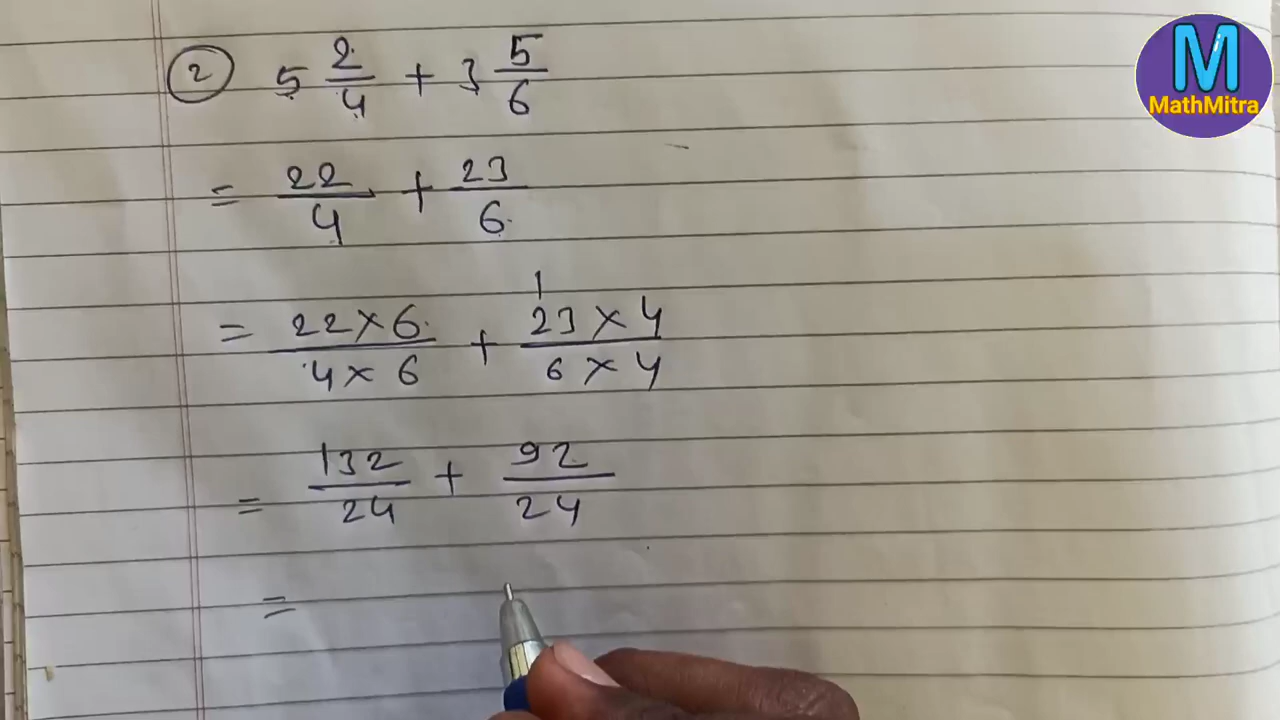 ② 5 2/4 + 3 5/6
= 22/4 + 23/6
1
= 22 × 6/4 × 6 + 23 × 4/6 × 4
= 132/24 + 92/24
=
M
MathMitra